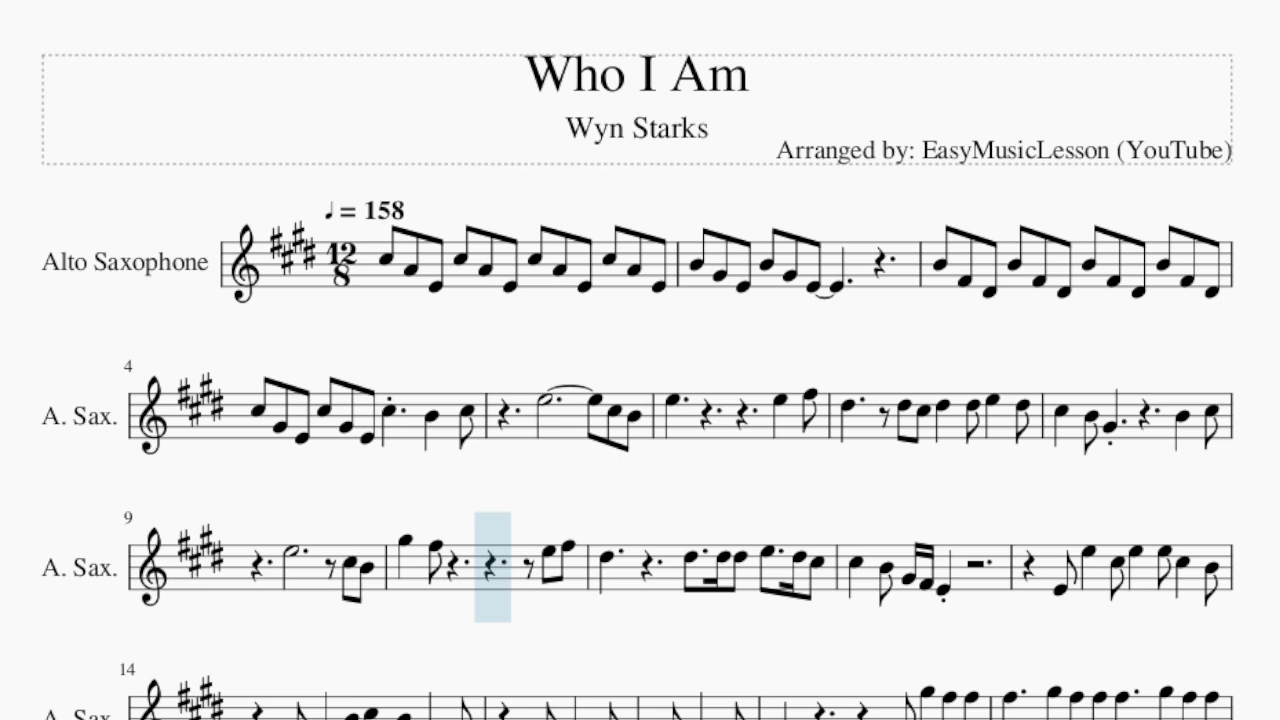 Who I Am
Wyn Starks
Arranged by: EasyMusicLesson (YouTube)
♩ = 158
Alto Saxophone
12
8
4
A. Sax.
9
A. Sax.
14
A. Sax.